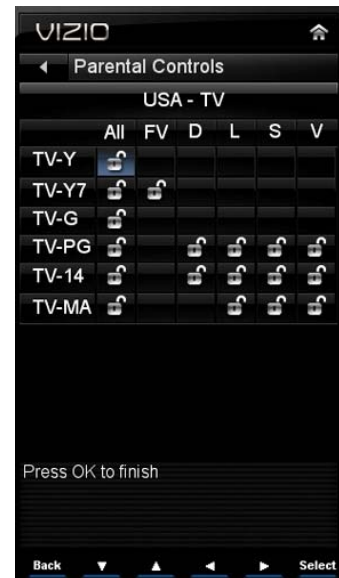 VIZIO
Parental Controls
USA - TV
All FV D L S V
TV-Y
TV-Y7
TV-G
TV-PG
TV-14
TV-MA
Press OK to finish
Back Select